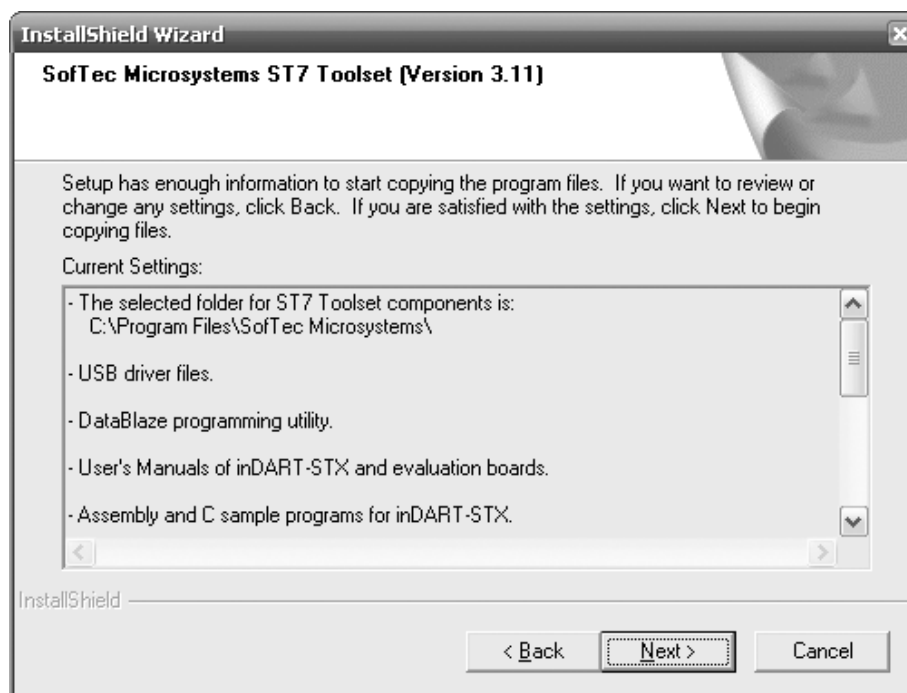 InstallShield Wizard
SofTec Microsystems ST7 Toolset (Version 3.11)
Setup has enough information to start copying the program files. If you want to review or
change any settings, click Back. If you are satisfied with the settings, click Next to begin
copying files.
Current Settings:
- The selected folder for ST7 Toolset components is:
C:\Program Files\SofTec Microsystems\
- USB driver files.
- DataBlaze programming utility.
- User's Manuals of inDART-STX and evaluation boards.
- Assembly and C sample programs for inDART-STX.
InstallShield
< Back Next > Cancel